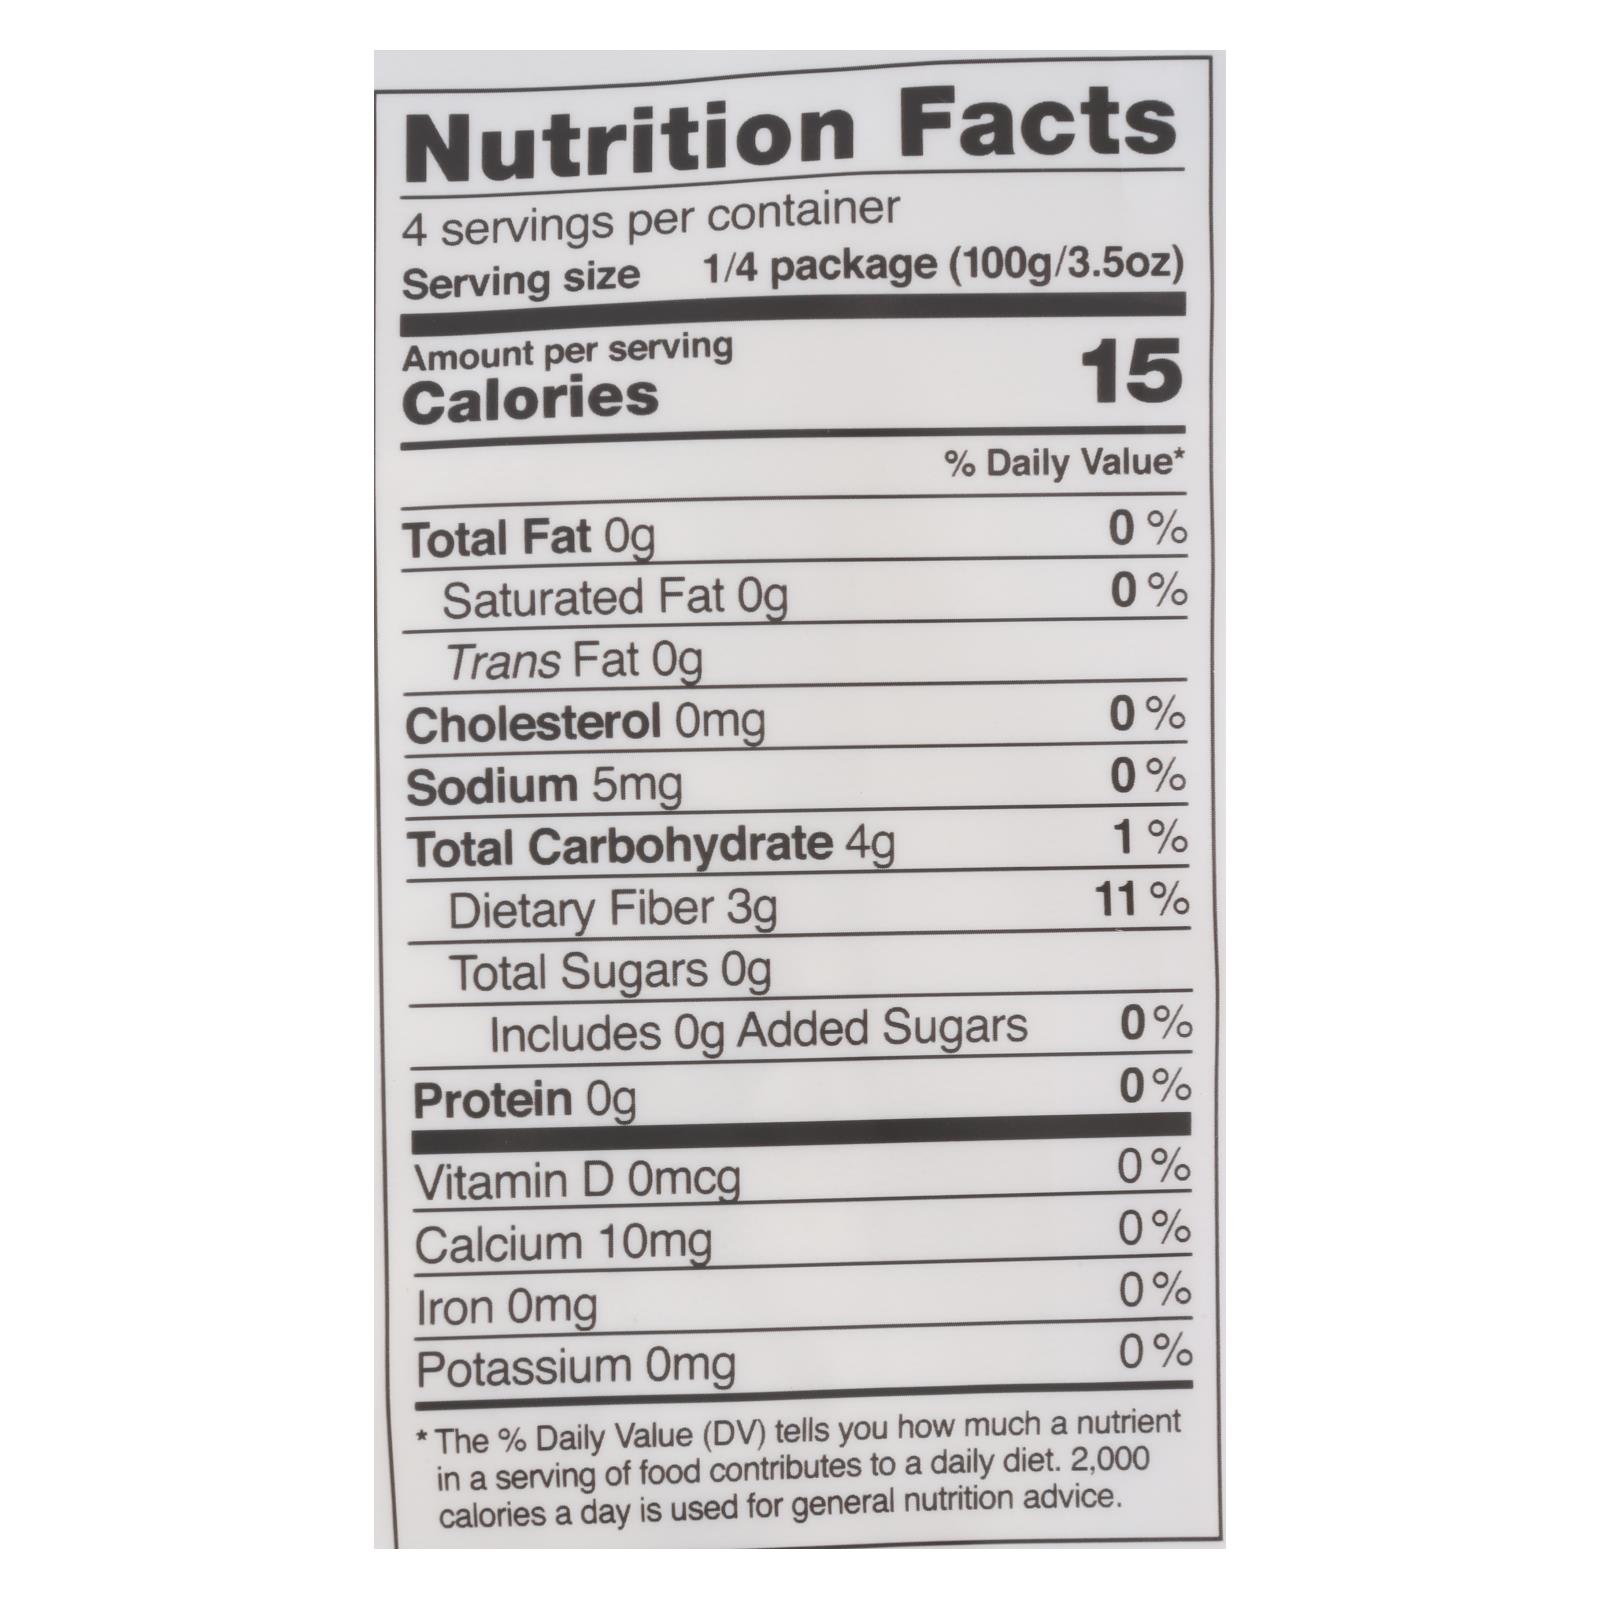 Nutrition Facts
4 servings per container
Serving size 1/4 package (100g/3.5oz)
Amount per serving
Calories 15
% Daily Value*
Total Fat 0g 0 %
Saturated Fat 0g 0 %
Trans Fat 0g
Cholesterol 0mg 0 %
Sodium 5mg 0 %
Total Carbohydrate 4g 1 %
Dietary Fiber 3g 11 %
Total Sugars 0g
Includes 0g Added Sugars 0 %
Protein 0g 0 %
Vitamin D 0mcg 0 %
Calcium 10mg 0 %
Iron 0mg 0 %
Potassium 0mg 0 %
* The % Daily Value (DV) tells you how much a nutrient
in a serving of food contributes to a daily diet. 2,000
calories a day is used for general nutrition advice.